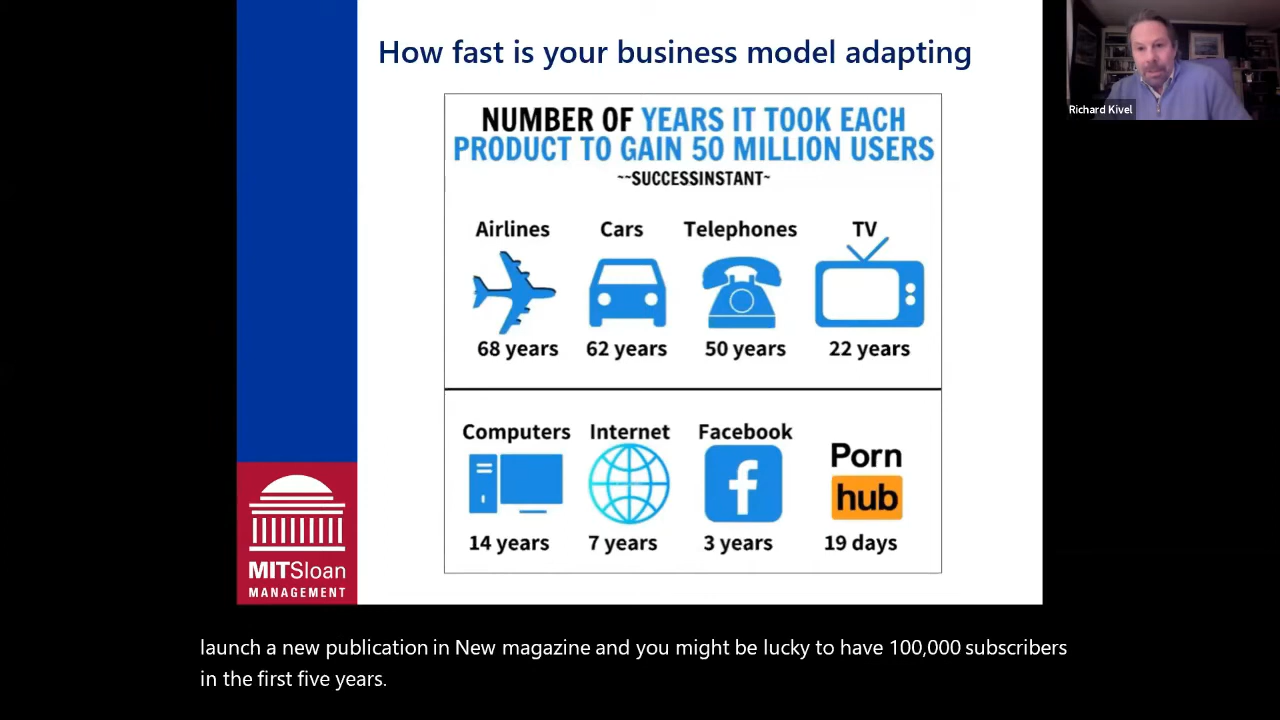 How fast is your business model adapting
Richard Kivel
NUMBER OF YEARS IT TOOK EACH
PRODUCT TO GAIN 50 MILLION USERS
~~SUCCESSINSTANT~
Airlines Cars Telephones TV
68 years 62 years 50 years 22 years
Computers Internet Facebook
f
Porn
hub
14 years 7 years 3 years 19 days
MITSloan
MANAGEMENT
launch a new publication in New magazine and you might be lucky to have 100,000 subscribers
in the first five years.